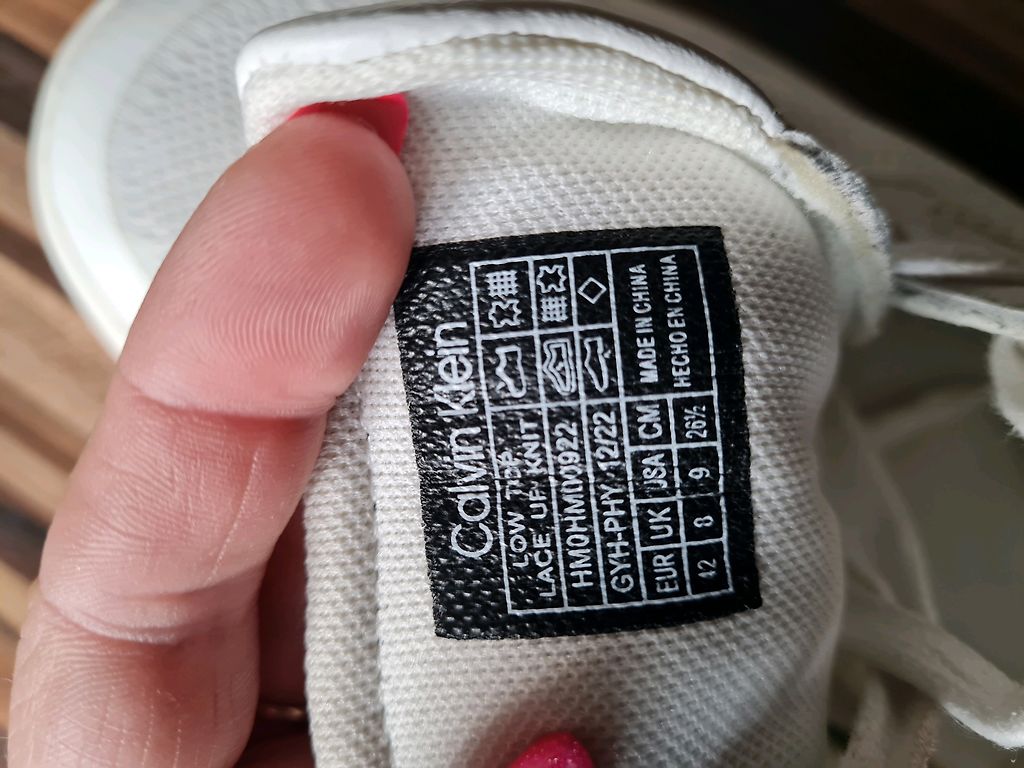 Calvin Klein
LOW TOP
LACE UP KNIT
HM0HM00922
GYH-PHY 12/22
EUR UK USA CM
42 8 9 26½
MADE IN CHINA
HECHO EN CHINA